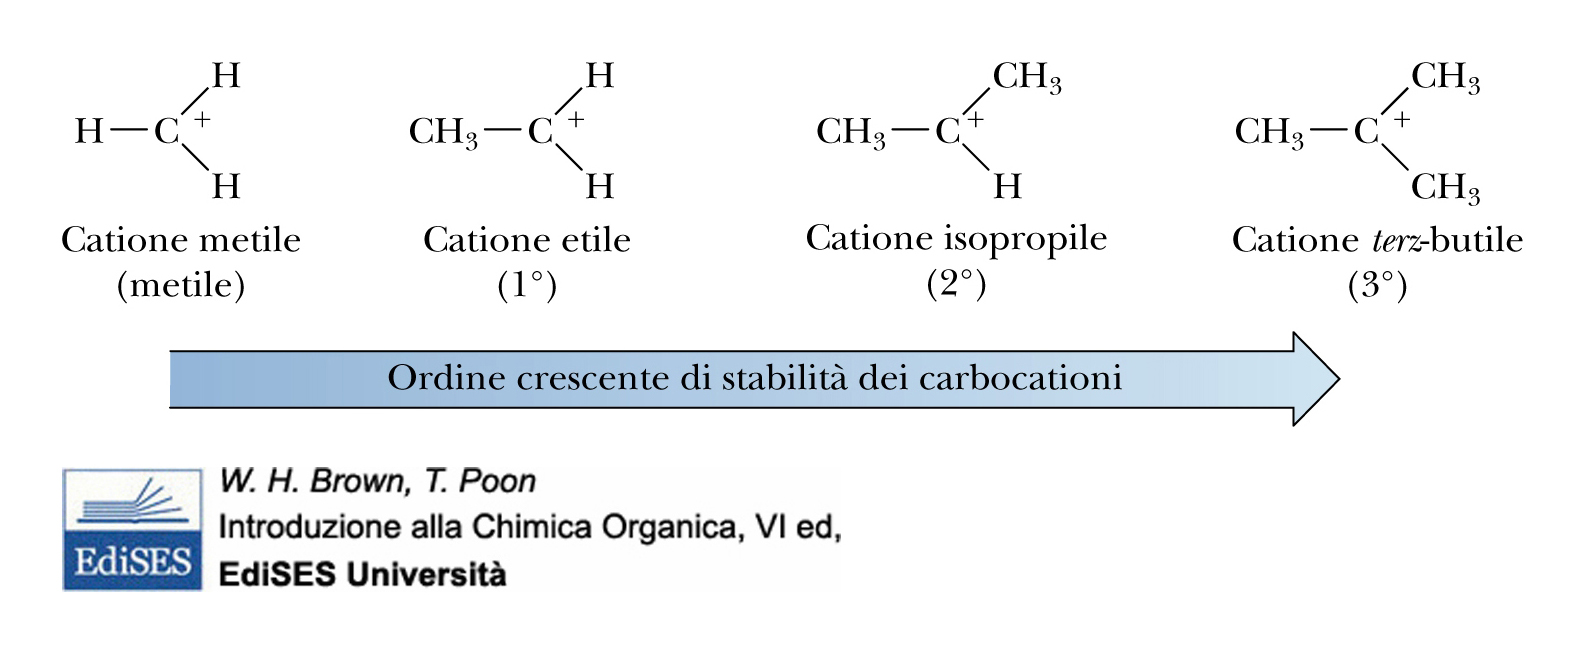 H H CH₃ CH₃
H—C + CH₃—C + CH₃—C + CH₃—C +
H H H CH₃
Catione metile Catione etile Catione isopropile Catione terz-butile
(metile) (1°) (2°) (3°)
Ordine crescente di stabilità dei carbocationi
W. H. Brown, T. Poon
Introduzione alla Chimica Organica, VI ed,
EdiSES Università
EdiSES